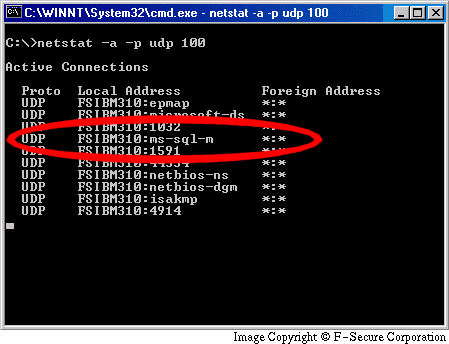 C:\WINNT\System32\cmd.exe - netstat -a -p udp 100
C:\>netstat -a -p udp 100
Active Connections
Proto Local Address Foreign Address
UDP FSIBM310:epmap *:*
UDP FSIBM310:microsoft-ds *:*
UDP FSIBM310:1032 *:*
UDP FSIBM310:ms-sql-m *:*
UDP FSIBM310:1591 *:*
UDP *:*
UDP FSIBM310:netbios-ns *:*
UDP FSIBM310:netbios-dgm *:*
UDP FSIBM310:isakmp *:*
UDP FSIBM310:4914 *:*
Image Copyright © F-Secure Corporation